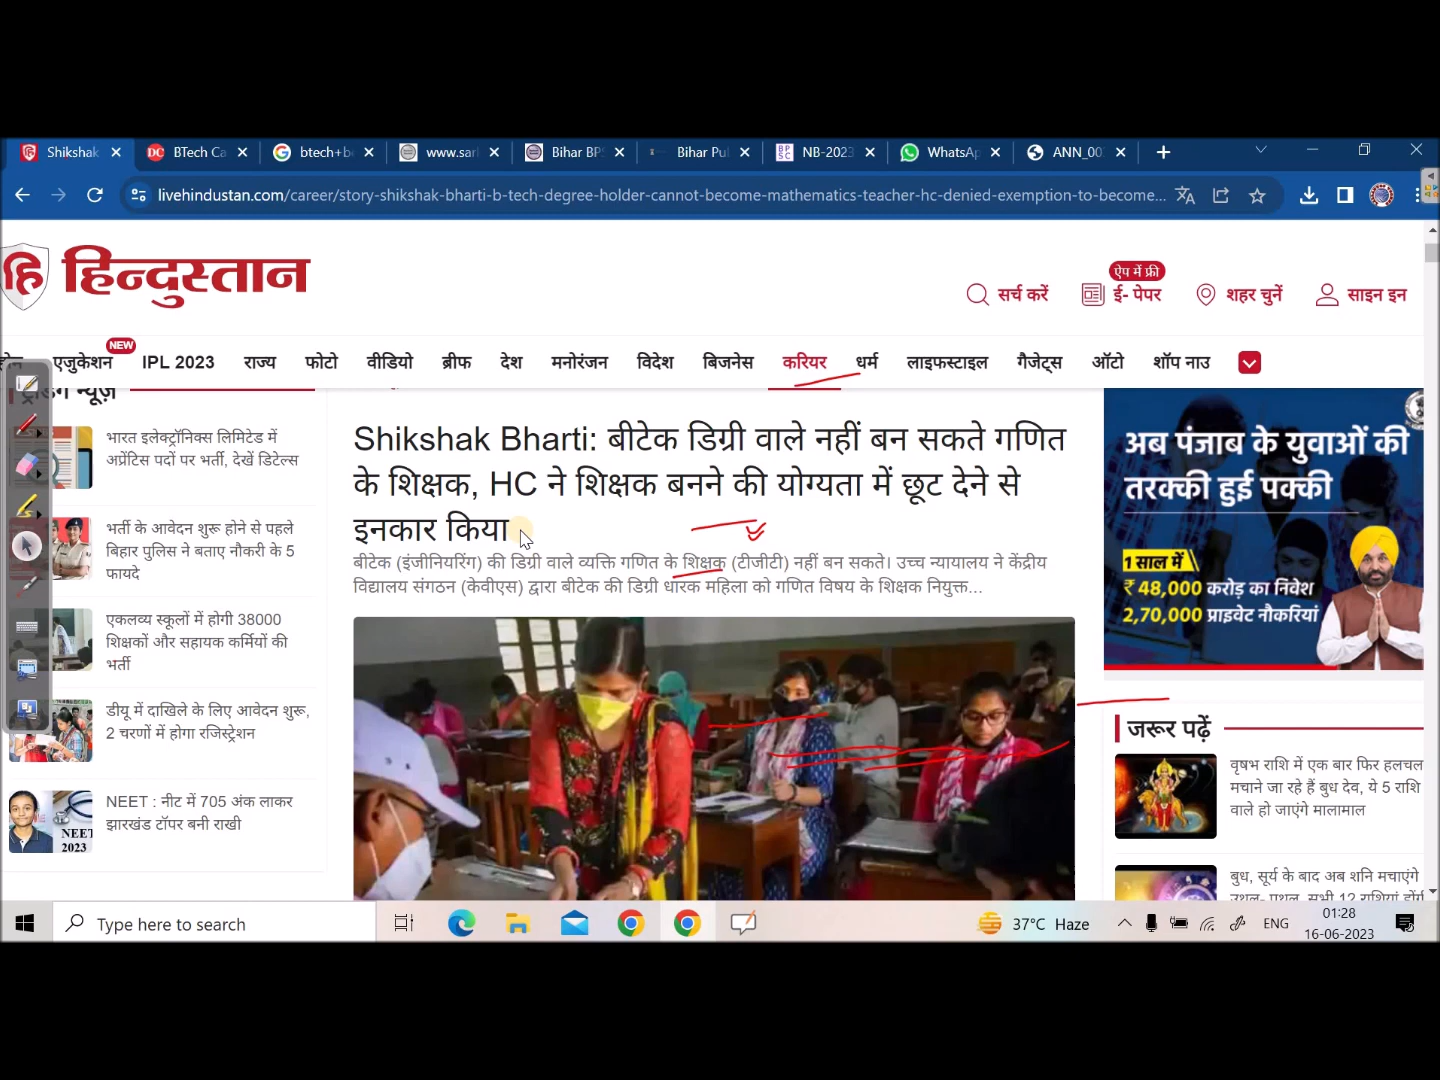 Shikshak
BTech Ca
btech+b
www.sar
Bihar BP
Bihar Pu
NB-2023
WhatsAp
ANN_00
livehindustan.com/career/story-shikshak-bharti-b-tech-degree-holder-cannot-become-mathematics-teacher-hc-denied-exemption-to-become...
हि हिन्दुस्तान
सर्च करें
ऐप में फ्री
ई- पेपर
शहर चुनें
साइन इन
NEW
एजुकेशन IPL 2023 राज्य फोटो वीडियो ब्रीफ देश मनोरंजन विदेश बिजनेस करियर धर्म लाइफस्टाइल गैजेट्स ऑटो शॉप नाउ
न्यूज़
भारत इलेक्ट्रॉनिक्स लिमिटेड में
अप्रेंटिस पदों पर भर्ती, देखें डिटेल्स
भर्ती के आवेदन शुरू होने से पहले
बिहार पुलिस ने बताए नौकरी के 5
फायदे
एकलव्य स्कूलों में होगी 38000
शिक्षकों और सहायक कर्मियों की
भर्ती
डीयू में दाखिले के लिए आवेदन शुरू,
2 चरणों में होगा रजिस्ट्रेशन
NEET : नीट में 705 अंक लाकर
झारखंड टॉपर बनी राखी
NEET
2023
Shikshak Bharti: बीटेक डिग्री वाले नहीं बन सकते गणित
के शिक्षक, HC ने शिक्षक बनने की योग्यता में छूट देने से
इनकार किया
बीटेक (इंजीनियरिंग) की डिग्री वाले व्यक्ति गणित के शिक्षक (टीजीटी) नहीं बन सकते। उच्च न्यायालय ने केंद्रीय
विद्यालय संगठन (केवीएस) द्वारा बीटेक की डिग्री धारक महिला को गणित विषय के शिक्षक नियुक्त...
अब पंजाब के युवाओं की
तरक्की हुई पक्की
1 साल में
₹ 48,000 करोड़ का निवेश
2,70,000 प्राइवेट नौकरियां
जरूर पढ़ें
वृषभ राशि में एक बार फिर हलचल
मचाने जा रहे हैं बुध देव, ये 5 राशि
वाले हो जाएंगे मालामाल
बुध, सूर्य के बाद अब शनि मचाएंगे
Type here to search
37°C Haze
ENG
01:28
16-06-2023